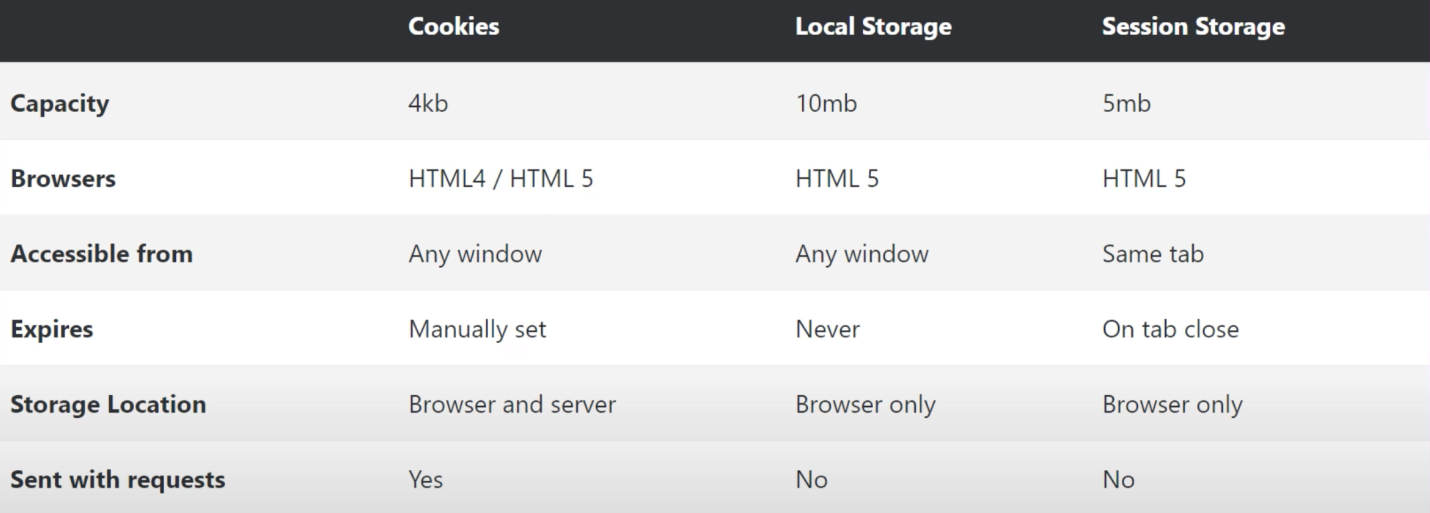 Cookies Local Storage Session Storage
Capacity 4kb 10mb 5mb
Browsers HTML4 / HTML 5 HTML 5 HTML 5
Accessible from Any window Any window Same tab
Expires Manually set Never On tab close
Storage Location Browser and server Browser only Browser only
Sent with requests Yes No No